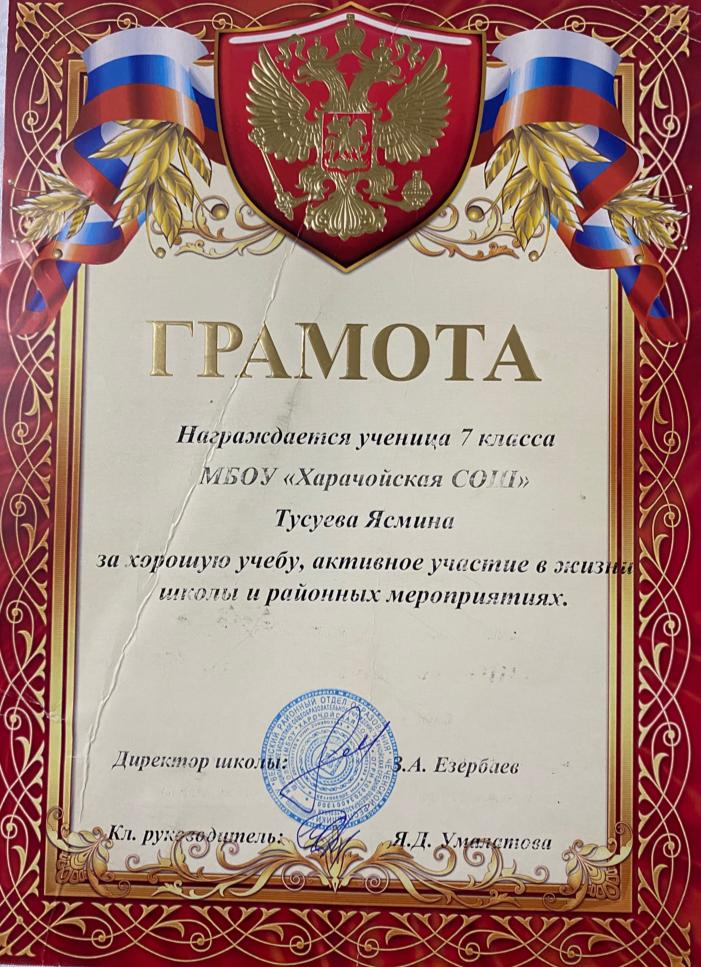 ГРАМОТА
Награждается ученица 7 класса
МБОУ «Харачойская СОШ»
Тусуева Ясмина
за хорошую учебу, активное участие в жизни
школы и районных мероприятиях.
Директор школы:
З.А. Езербаев
Кл. руководитель:
Я.Д. Умалатова